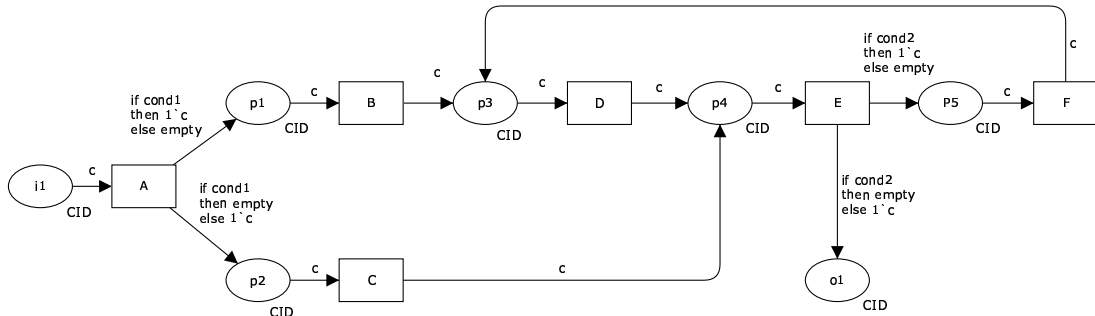 c
if cond2
then 1`c
else empty
c
if cond1
then 1`c
else empty
p1
CID
c
B
c
p3
CID
c
D
c
p4
CID
c
E
P5
CID
c
F
i1
CID
c
A
if cond1
then empty
else 1`c
if cond2
then empty
else 1`c
p2
CID
c
C
c
o1
CID